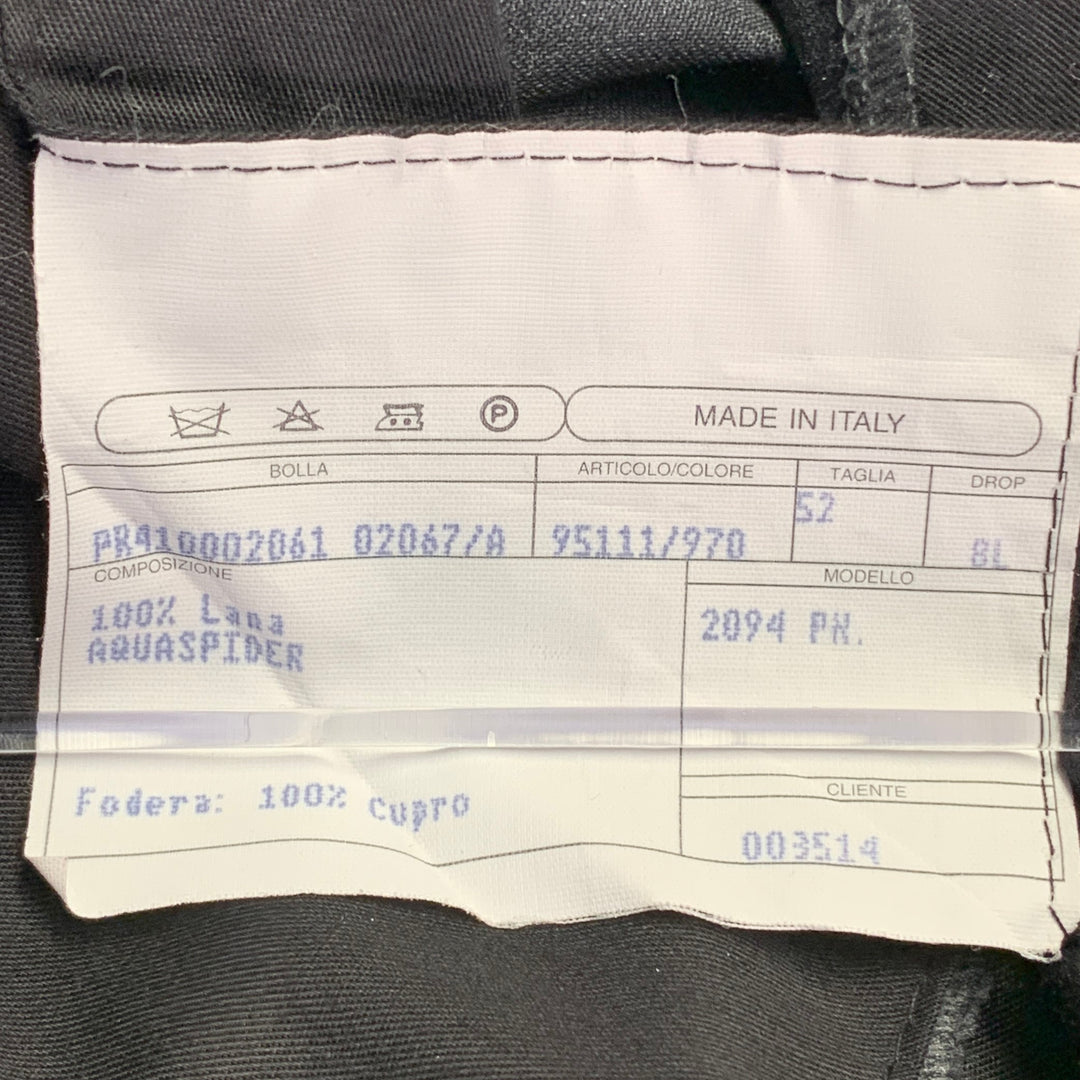 P
MADE IN ITALY
BOLLA
ARTICOLO/COLORE
TAGLIA
DROP
PR410002061 02067/A
95111/970
52
8L
COMPOSIZIONE
MODELLO
100% Lana
AQUASPIDER
2094 PN.
Fodera: 100% Cupro
CLIENTE
003514